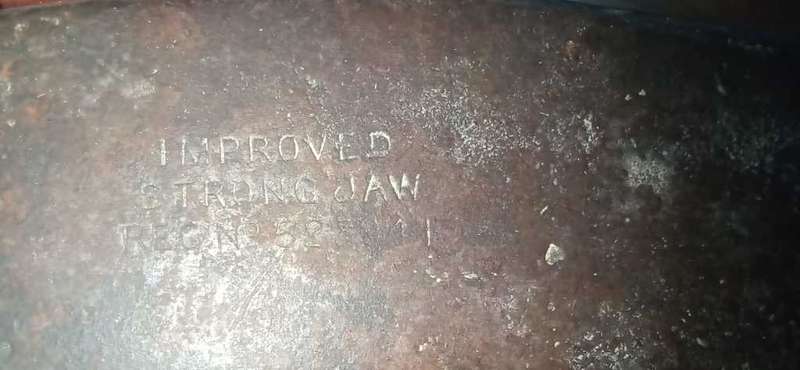 IMPROVED
STRONG JAW
REG Nº